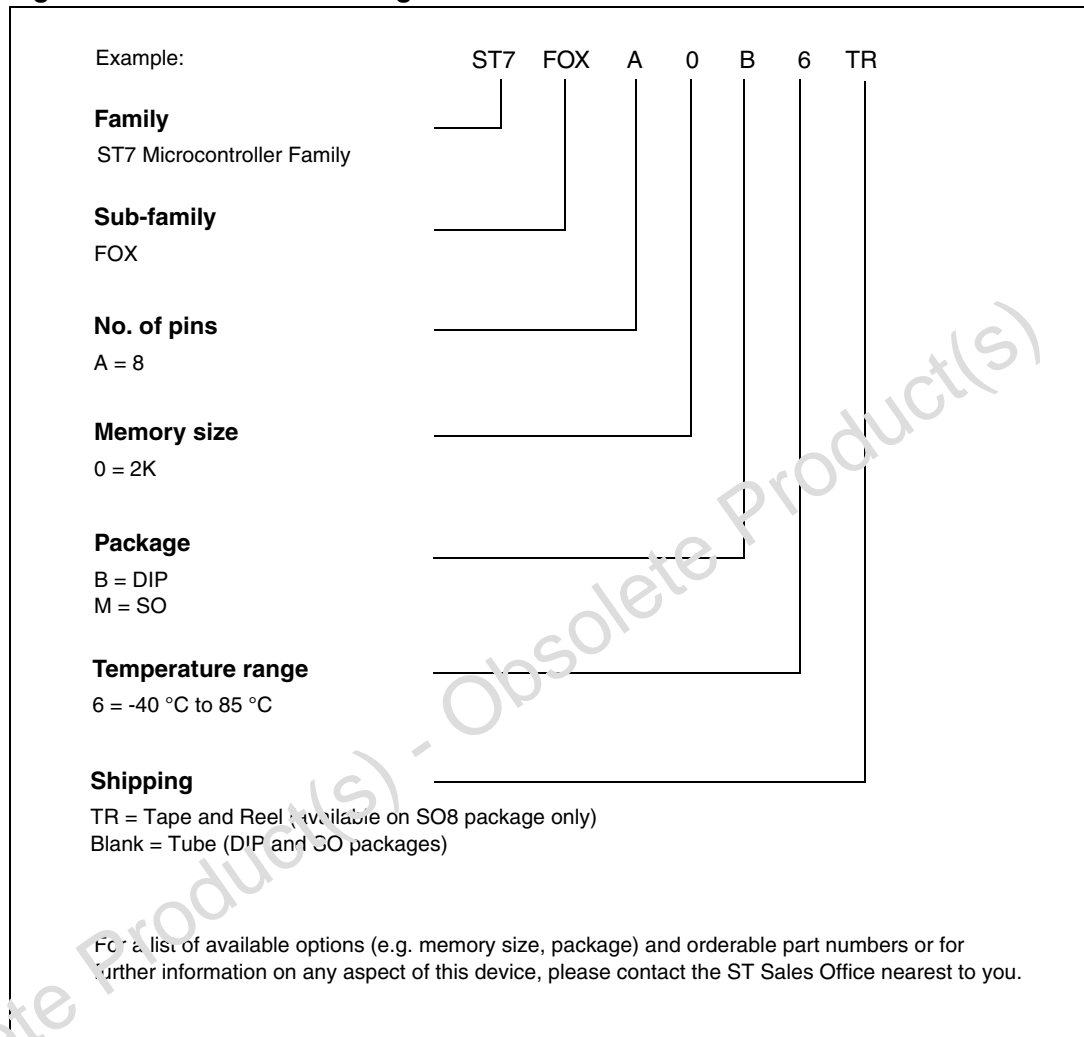 Example: ST7 FOX A 0 B 6 TR
Family
ST7 Microcontroller Family
Sub-family
FOX
No. of pins
A = 8
Memory size
0 = 2K
Package
B = DIP
M = SO
Temperature range
6 = -40 °C to 85 °C
Shipping
TR = Tape and Reel (available on SO8 package only)
Blank = Tube (DIP and SO packages)
For a list of available options (e.g. memory size, package) and orderable part numbers or for
further information on any aspect of this device, please contact the ST Sales Office nearest to you.
Product(s) - Obsolete Product(s)